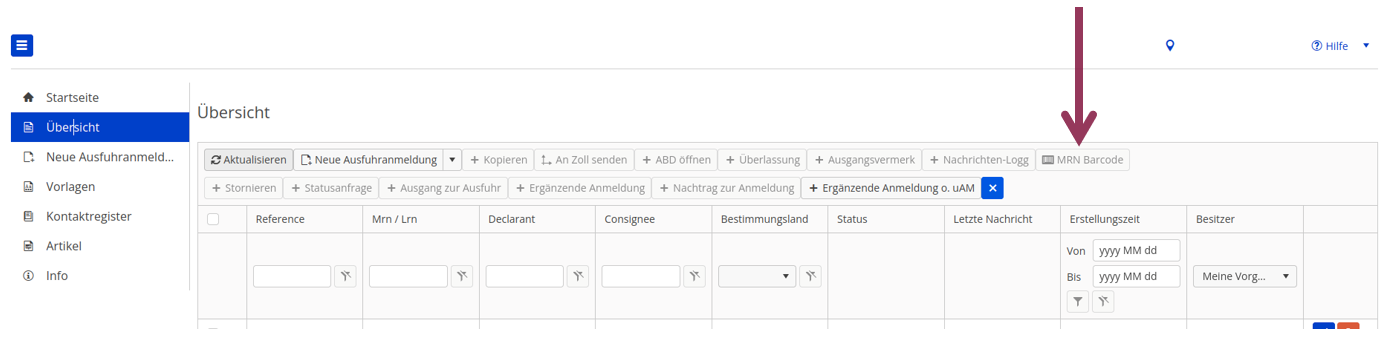 Hilfe
Startseite
Übersicht
Neue Ausfuhranmeld...
Vorlagen
Kontaktregister
Artikel
Info
Übersicht
Aktualisieren Neue Ausfuhranmeldung + Kopieren An Zoll senden + ABD öffnen + Überlassung + Ausgangsvermerk + Nachrichten-Logg MRN Barcode
+ Stornieren + Statusanfrage + Ausgang zur Ausfuhr + Ergänzende Anmeldung + Nachtrag zur Anmeldung + Ergänzende Anmeldung o. uAM
Reference Mrn / Lrn Declarant Consignee Bestimmungsland Status Letzte Nachricht Erstellungszeit Besitzer
Von yyyy MM dd
Bis yyyy MM dd Meine Vorg...